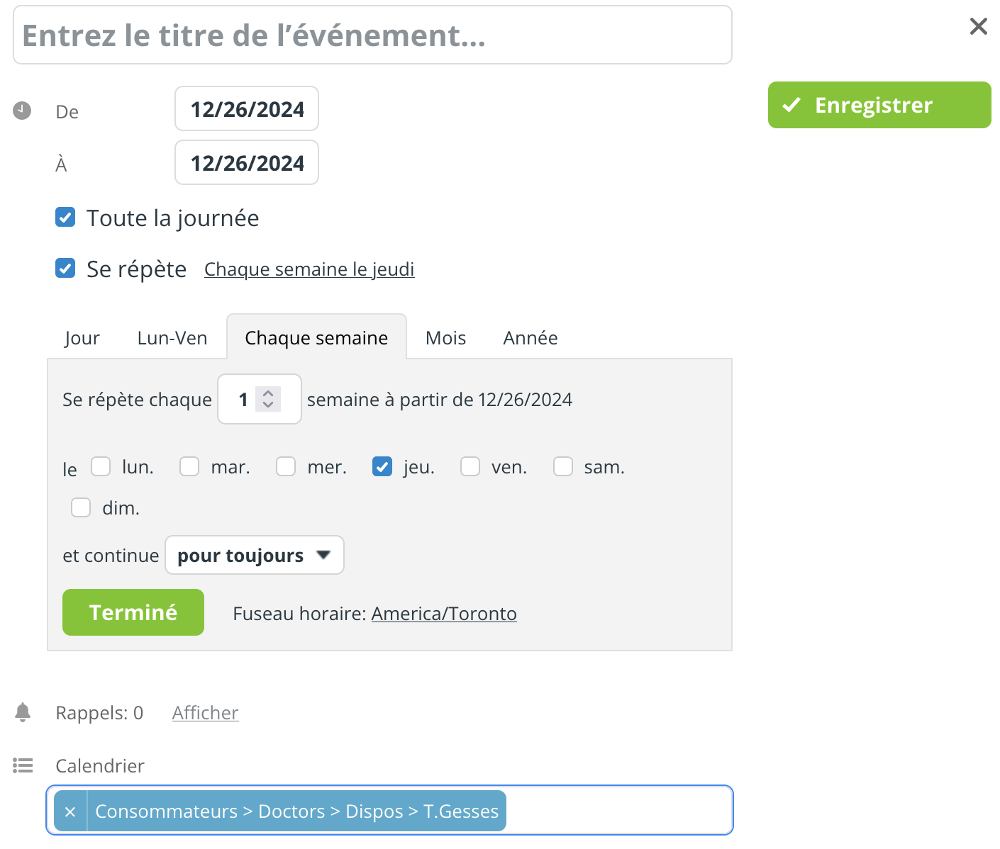 Entrez le titre de l’événement...
Enregistrer
De 12/26/2024
À 12/26/2024
Toute la journée
Se répète Chaque semaine le jeudi
Jour Lun-Ven Chaque semaine Mois Année
Se répète chaque 1 semaine à partir de 12/26/2024
le lun. mar. mer. jeu. ven. sam.
dim.
et continue pour toujours
Terminé Fuseau horaire: America/Toronto
Rappels: 0 Afficher
Calendrier
× Consommateurs > Doctors > Dispos > T.Gesses